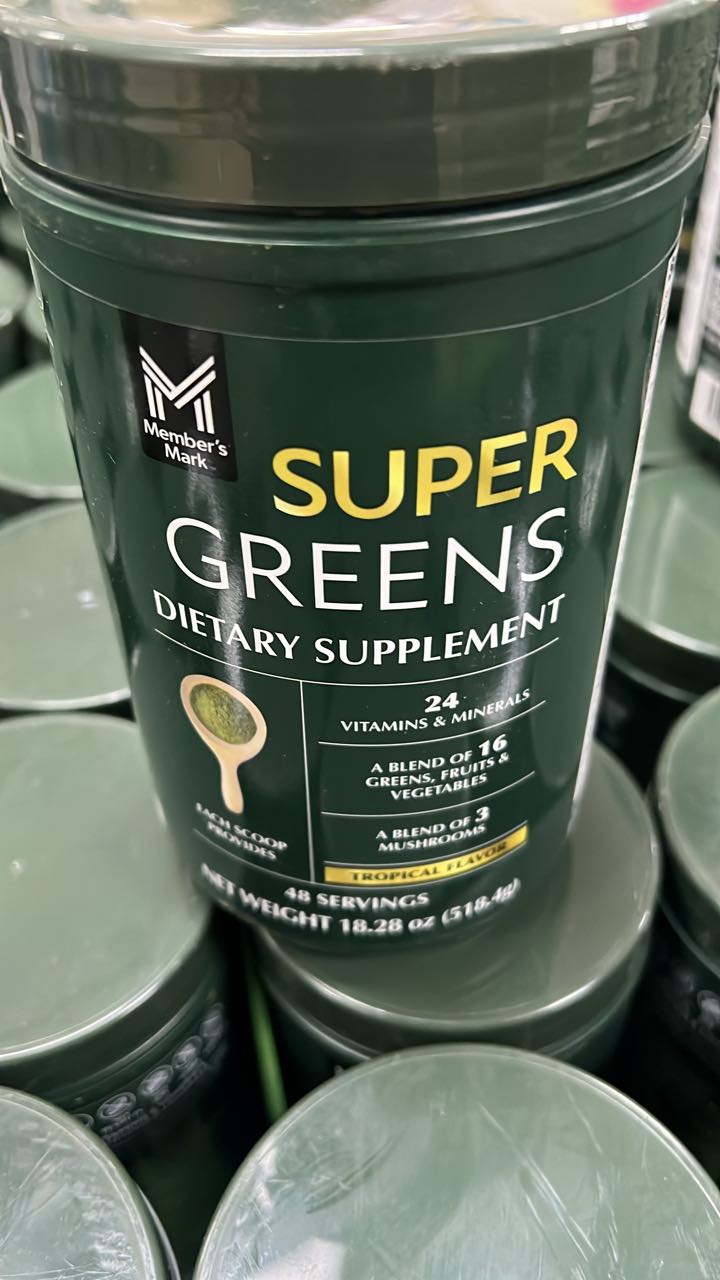 Member's
Mark
SUPER
GREENS
DIETARY SUPPLEMENT
24
VITAMINS & MINERALS
A BLEND OF 16
GREENS, FRUITS &
VEGETABLES
A BLEND OF 3
MUSHROOMS
TROPICAL FLAVOR
EACH SCOOP
PROVIDES
48 SERVINGS
NET WEIGHT 18.28 oz (518.4g)